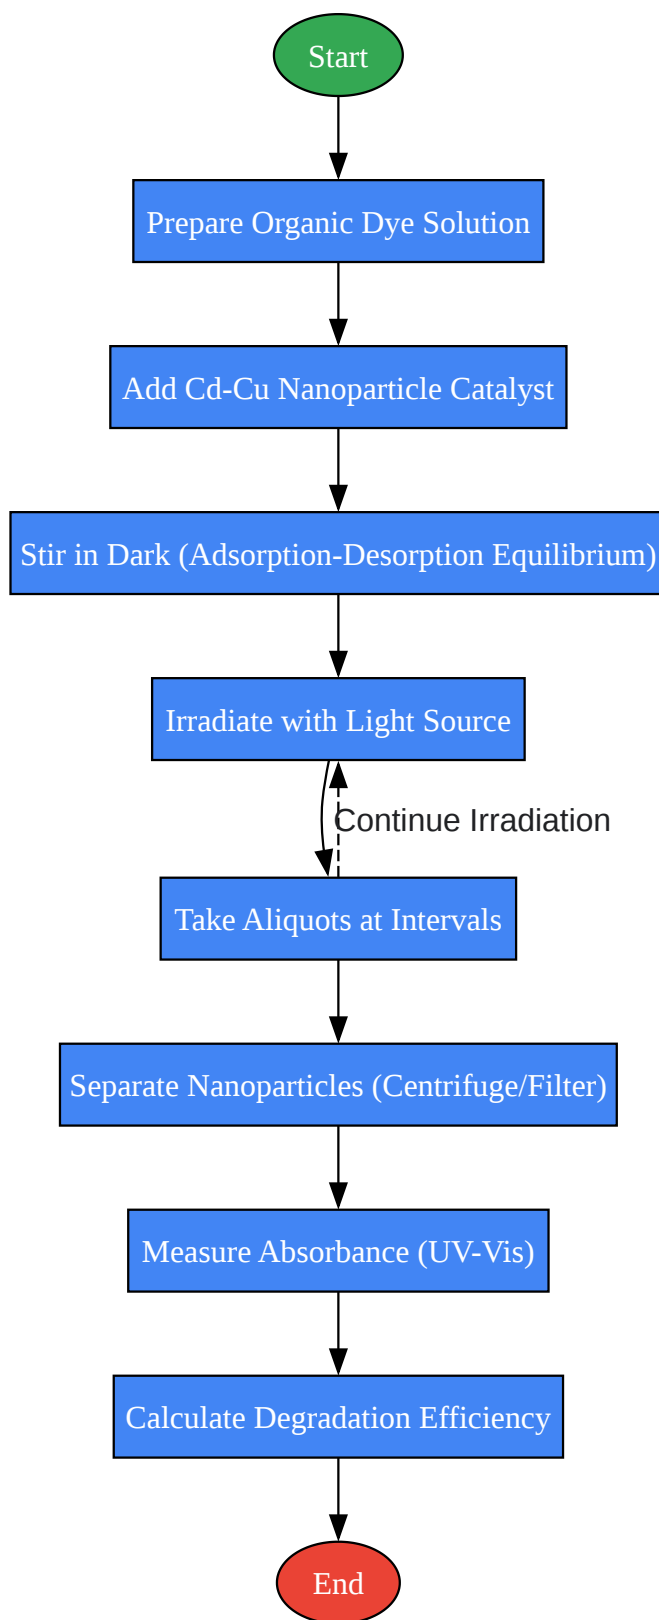 Start
Prepare Organic Dye Solution
Add Cd-Cu Nanoparticle Catalyst
Stir in Dark (Adsorption-Desorption Equilibrium)
Irradiate with Light Source
Continue Irradiation
Take Aliquots at Intervals
Separate Nanoparticles (Centrifuge/Filter)
Measure Absorbance (UV-Vis)
Calculate Degradation Efficiency
End